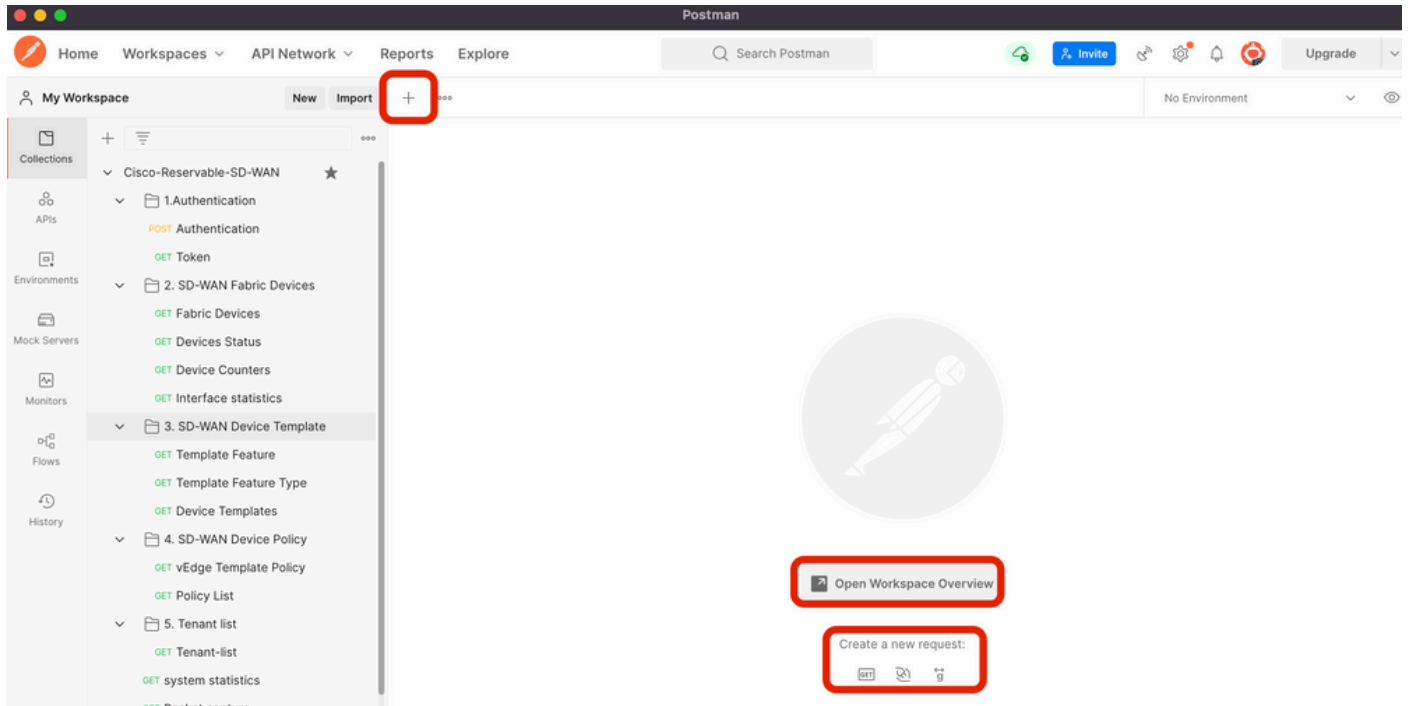 Postman
Home Workspaces API Network Reports Explore Search Postman Invite Upgrade
My Workspace New Import No Environment
Collections
APIs
Environments
Mock Servers
Monitors
Flows
History
Cisco-Reservable-SD-WAN
1.Authentication
POST Authentication
GET Token
2. SD-WAN Fabric Devices
GET Fabric Devices
GET Devices Status
GET Device Counters
GET Interface statistics
3. SD-WAN Device Template
GET Template Feature
GET Template Feature Type
GET Device Templates
4. SD-WAN Device Policy
GET vEdge Template Policy
GET Policy List
5. Tenant list
GET Tenant-list
GET system statistics
Open Workspace Overview
Create a new request:
GET